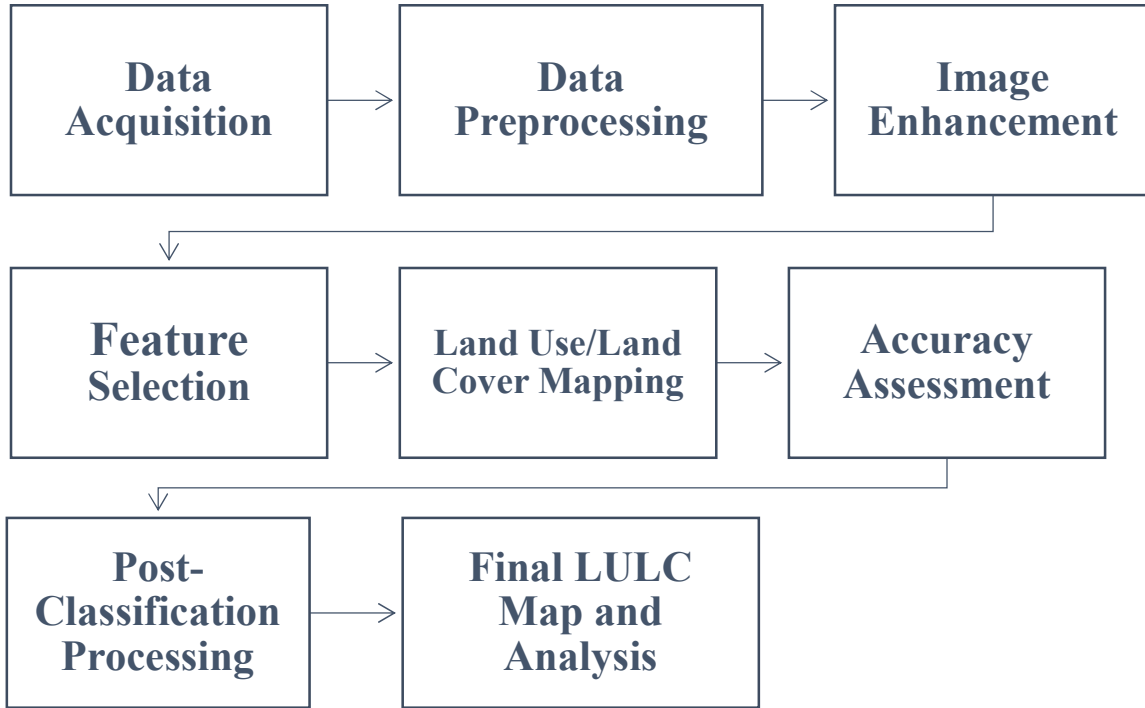 Data
Acquisition
Data
Preprocessing
Image
Enhancement
Feature
Selection
Land Use/Land
Cover Mapping
Accuracy
Assessment
Post-
Classification
Processing
Final LULC
Map and
Analysis